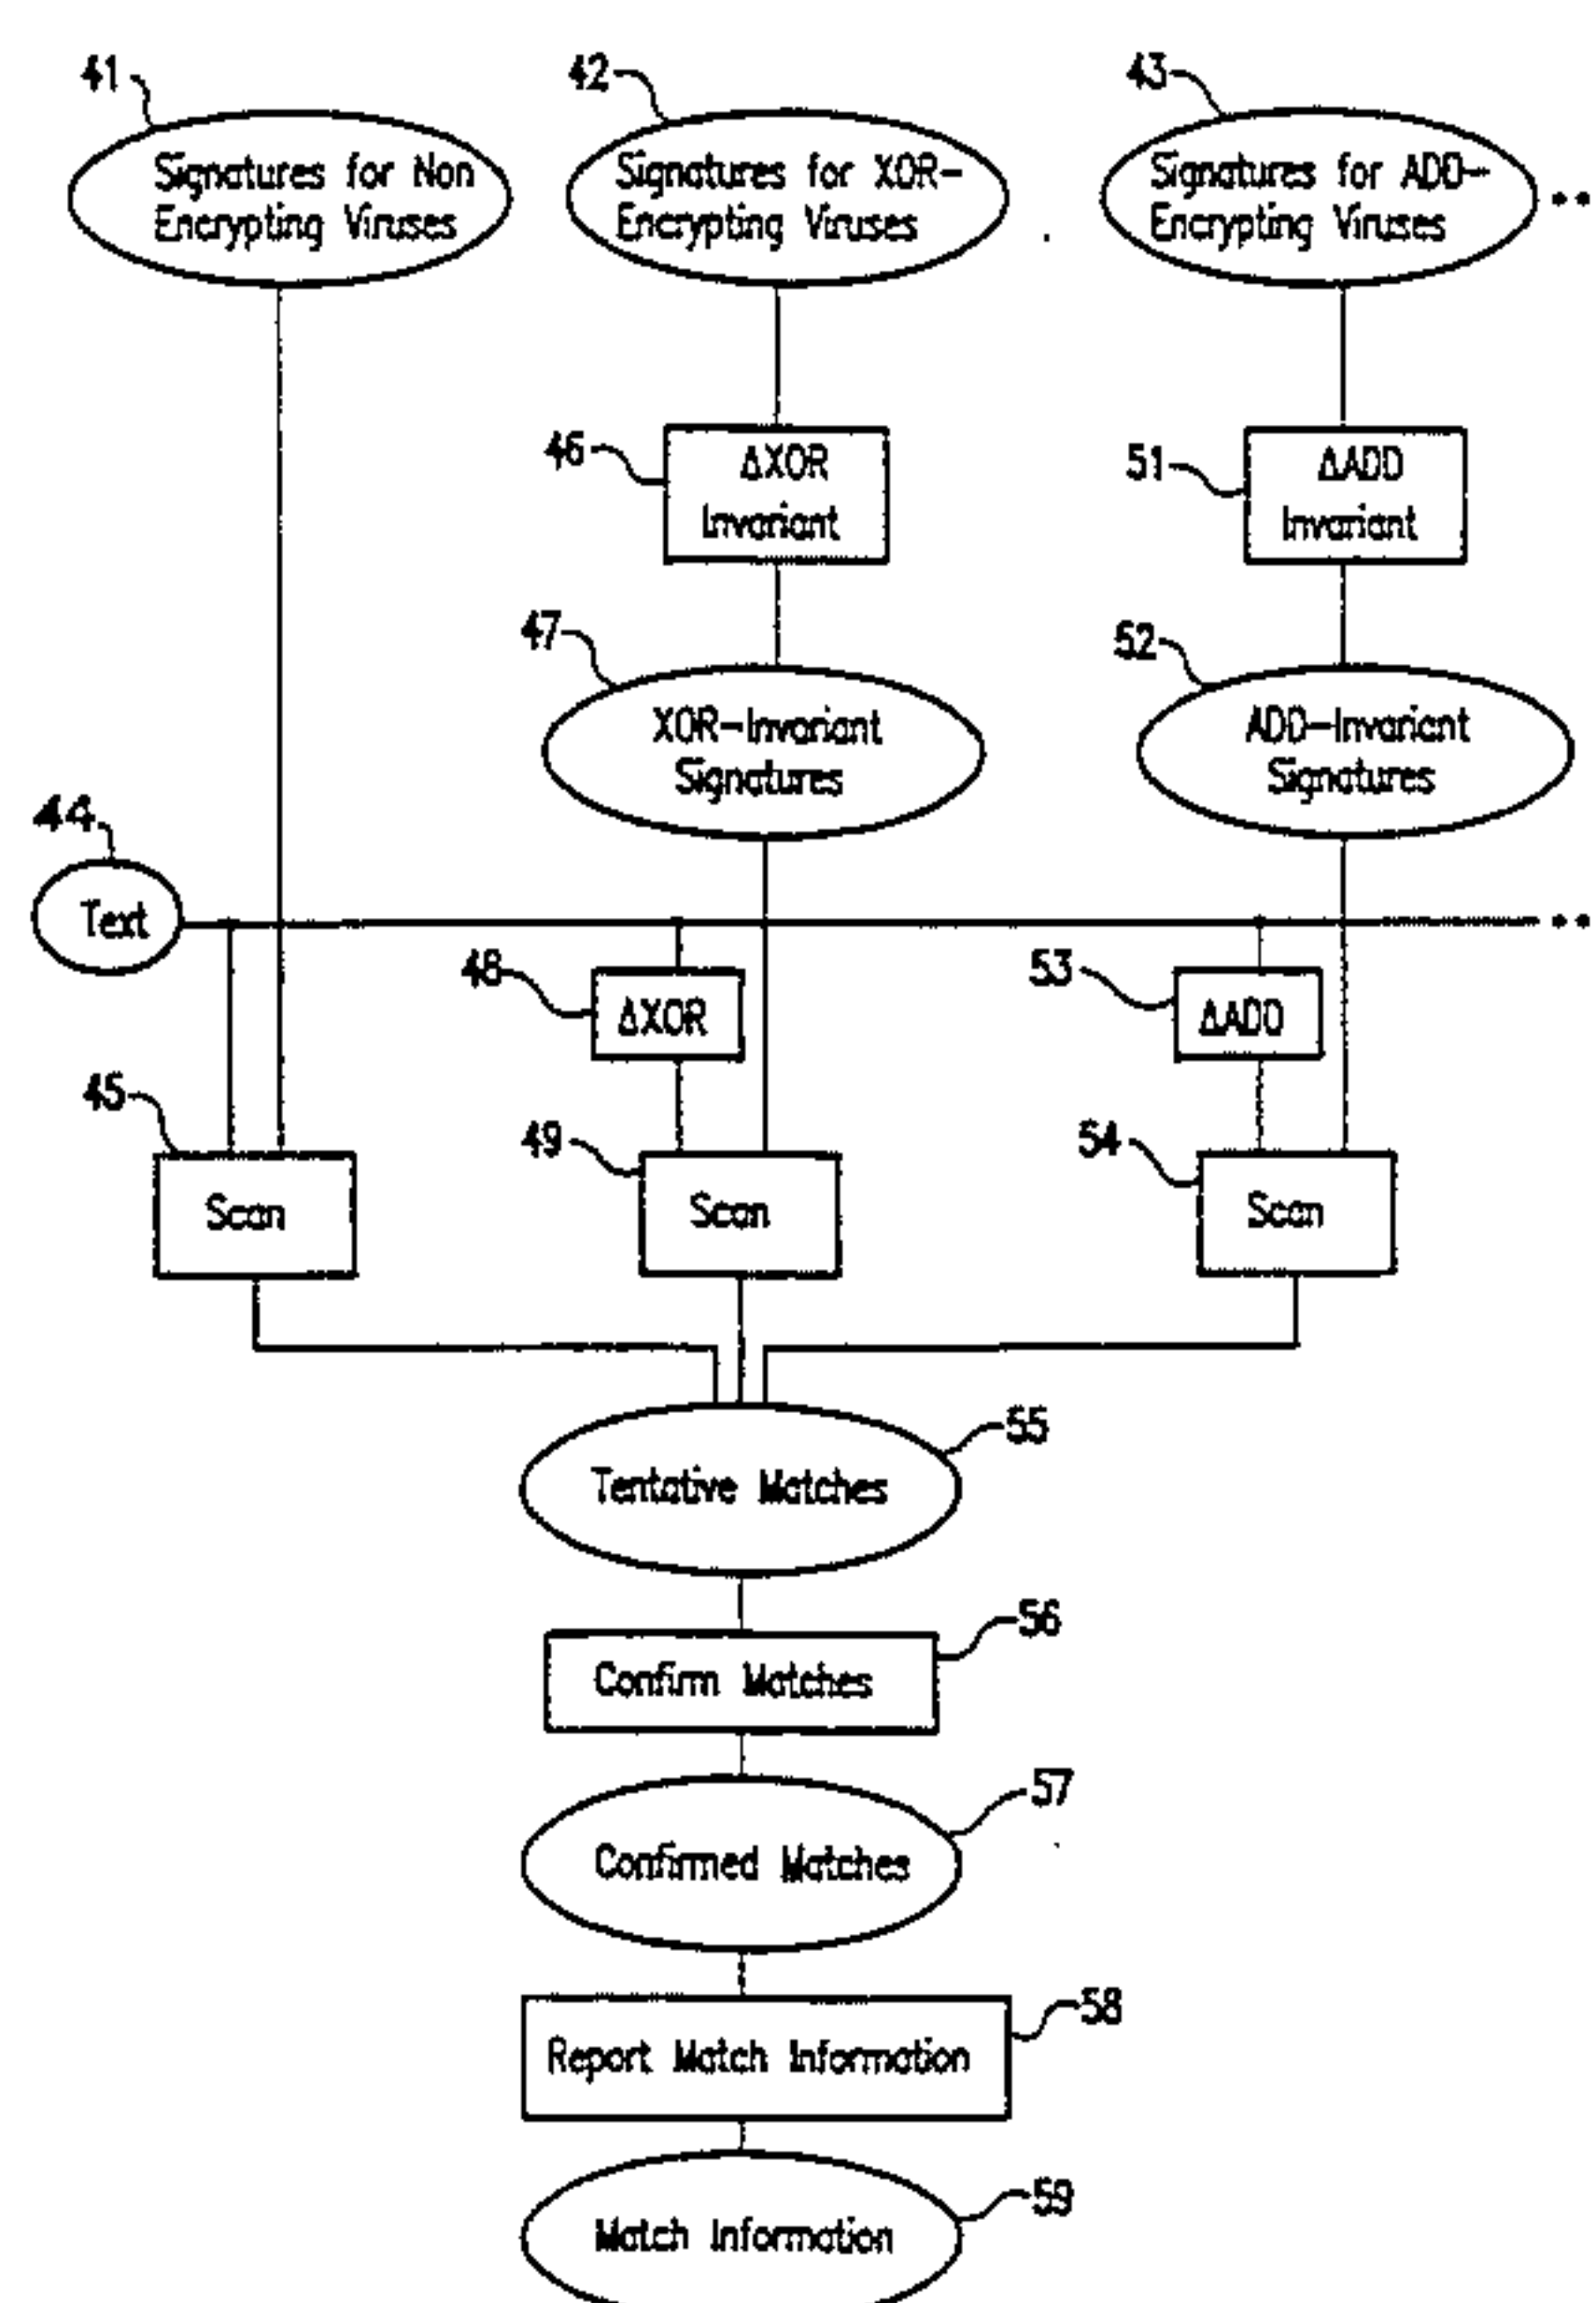 41
42
43
Signatures for Non
Encrypting Viruses
Signatures for XOR-
Encrypting Viruses
Signatures for ADD-
Encrypting Viruses
46
ΔXOR
Invariant
51
ΔADD
Invariant
47
XOR-Invariant
Signatures
52
ADD-Invariant
Signatures
44
Text
48
ΔXOR
53
ΔADD
45
Scan
49
Scan
54
Scan
55
Tentative Matches
56
Confirm Matches
57
Confirmed Matches
58
Report Match Information
59
Match Information